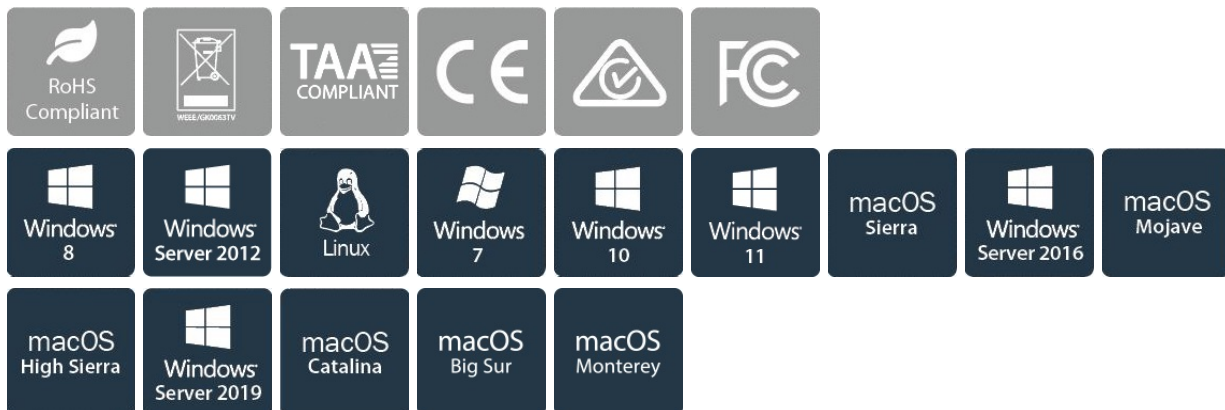 RoHS
Compliant
WEEE/GK0063TV
TAA
COMPLIANT
CE
FC
Windows
8
Windows
Server 2012
Linux
Windows
7
Windows
10
Windows
11
macOS
Sierra
Windows
Server 2016
macOS
Mojave
macOS
High Sierra
Windows
Server 2019
macOS
Catalina
macOS
Big Sur
macOS
Monterey